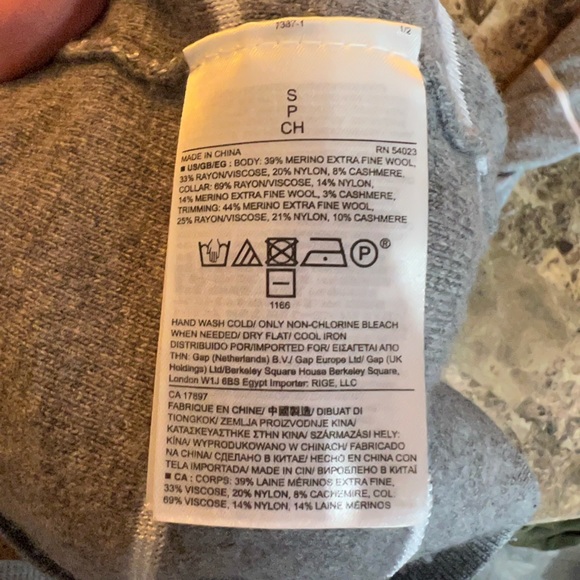 7387-1 1/2
S
P
CH
MADE IN CHINA RN 54023
■ US/GB/EG : BODY: 39% MERINO EXTRA FINE WOOL,
33% RAYON/VISCOSE, 20% NYLON, 8% CASHMERE,
COLLAR: 69% RAYON/VISCOSE, 14% NYLON,
14% MERINO EXTRA FINE WOOL, 3% CASHMERE,
TRIMMING: 44% MERINO EXTRA FINE WOOL,
25% RAYON/VISCOSE, 21% NYLON, 10% CASHMERE
P ®
1166
HAND WASH COLD/ ONLY NON-CHLORINE BLEACH
WHEN NEEDED/ DRY FLAT/ COOL IRON
DISTRIBUIDO POR/IMPORTED FOR/ ΕΙΣΑΓΕΤΑΙ ΑΠΟ
ΤΗΝ: Gap (Netherlands) B.V./ Gap Europe Ltd/ Gap (UK
Holdings) Ltd/Berkeley Square House Berkeley Square,
London W1J 6BS Egypt Importer: RIGE, LLC
CA 17897
FABRIQUE EN CHINE/ 中國製造/ DIBUAT DI
TIONGKOK/ ZEMLJA PROIZVODNJE KINA/
ΚΑΤΑΣΚΕΥΑΣΤΗΚΕ ΣΤΗΝ ΚΙΝΑ/ SZÁRMAZÁSI HELY:
KÍNA/ WYPRODUKOWANO W CHINACH/ FABRICADO
NA CHINA/ СДЕЛАНО В КИТАЕ/ HECHO EN CHINA CON
TELA IMPORTADA/ MADE IN CIN/ ВИРОБЛЕНО В КИТАЇ
■ CA : CORPS: 39% LAINE MÉRINOS EXTRA FINE,
33% VISCOSE, 20% NYLON, 8% CACHEMIRE, COL:
69% VISCOSE, 14% NYLON, 14% LAINE MÉRINOS